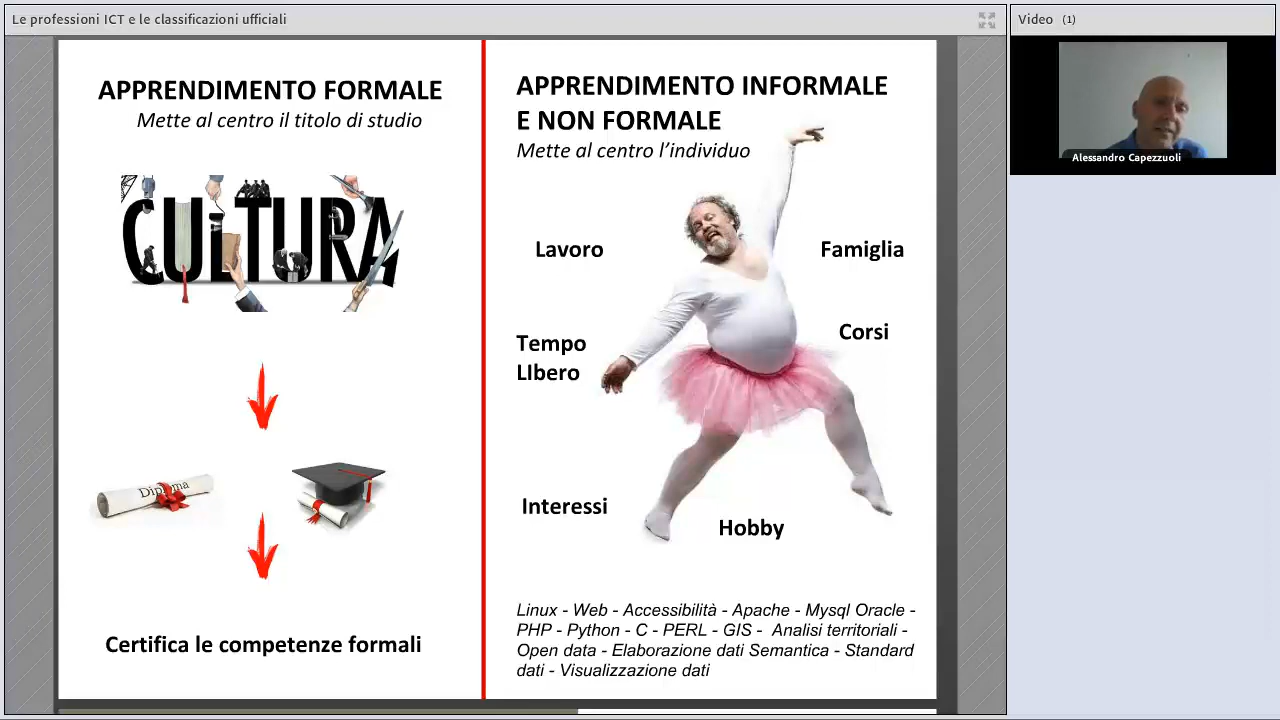 Le professioni ICT e le classificazioni ufficiali
Video (1)
Alessandro Capezzuoli
APPRENDIMENTO FORMALE
Mette al centro il titolo di studio
CULTURA
Diploma
Certifica le competenze formali
APPRENDIMENTO INFORMALE
E NON FORMALE
Mette al centro l’individuo
Lavoro
Famiglia
Corsi
Tempo
LIbero
Interessi
Hobby
Linux - Web - Accessibilità - Apache - Mysql Oracle -
PHP - Python - C - PERL - GIS - Analisi territoriali -
Open data - Elaborazione dati Semantica - Standard
dati - Visualizzazione dati